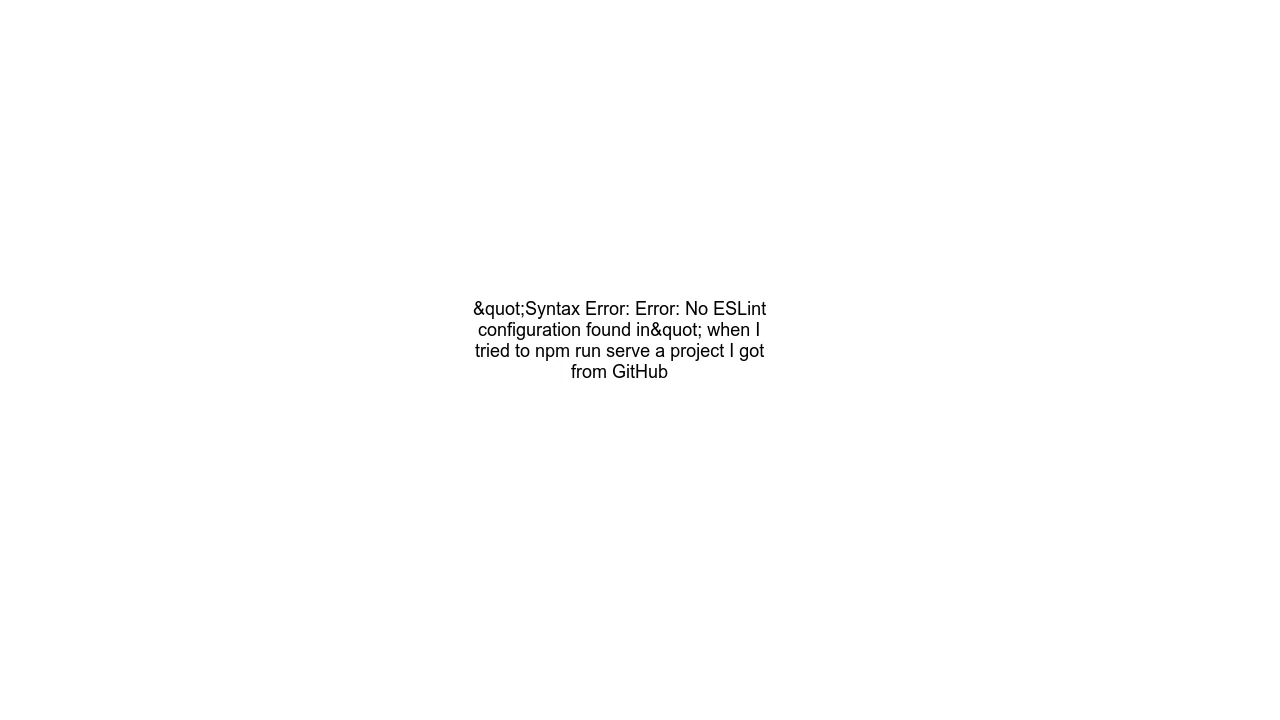 &quot;Syntax Error: Error: No ESLint
configuration found in&quot; when I
tried to npm run serve a project I got
from GitHub